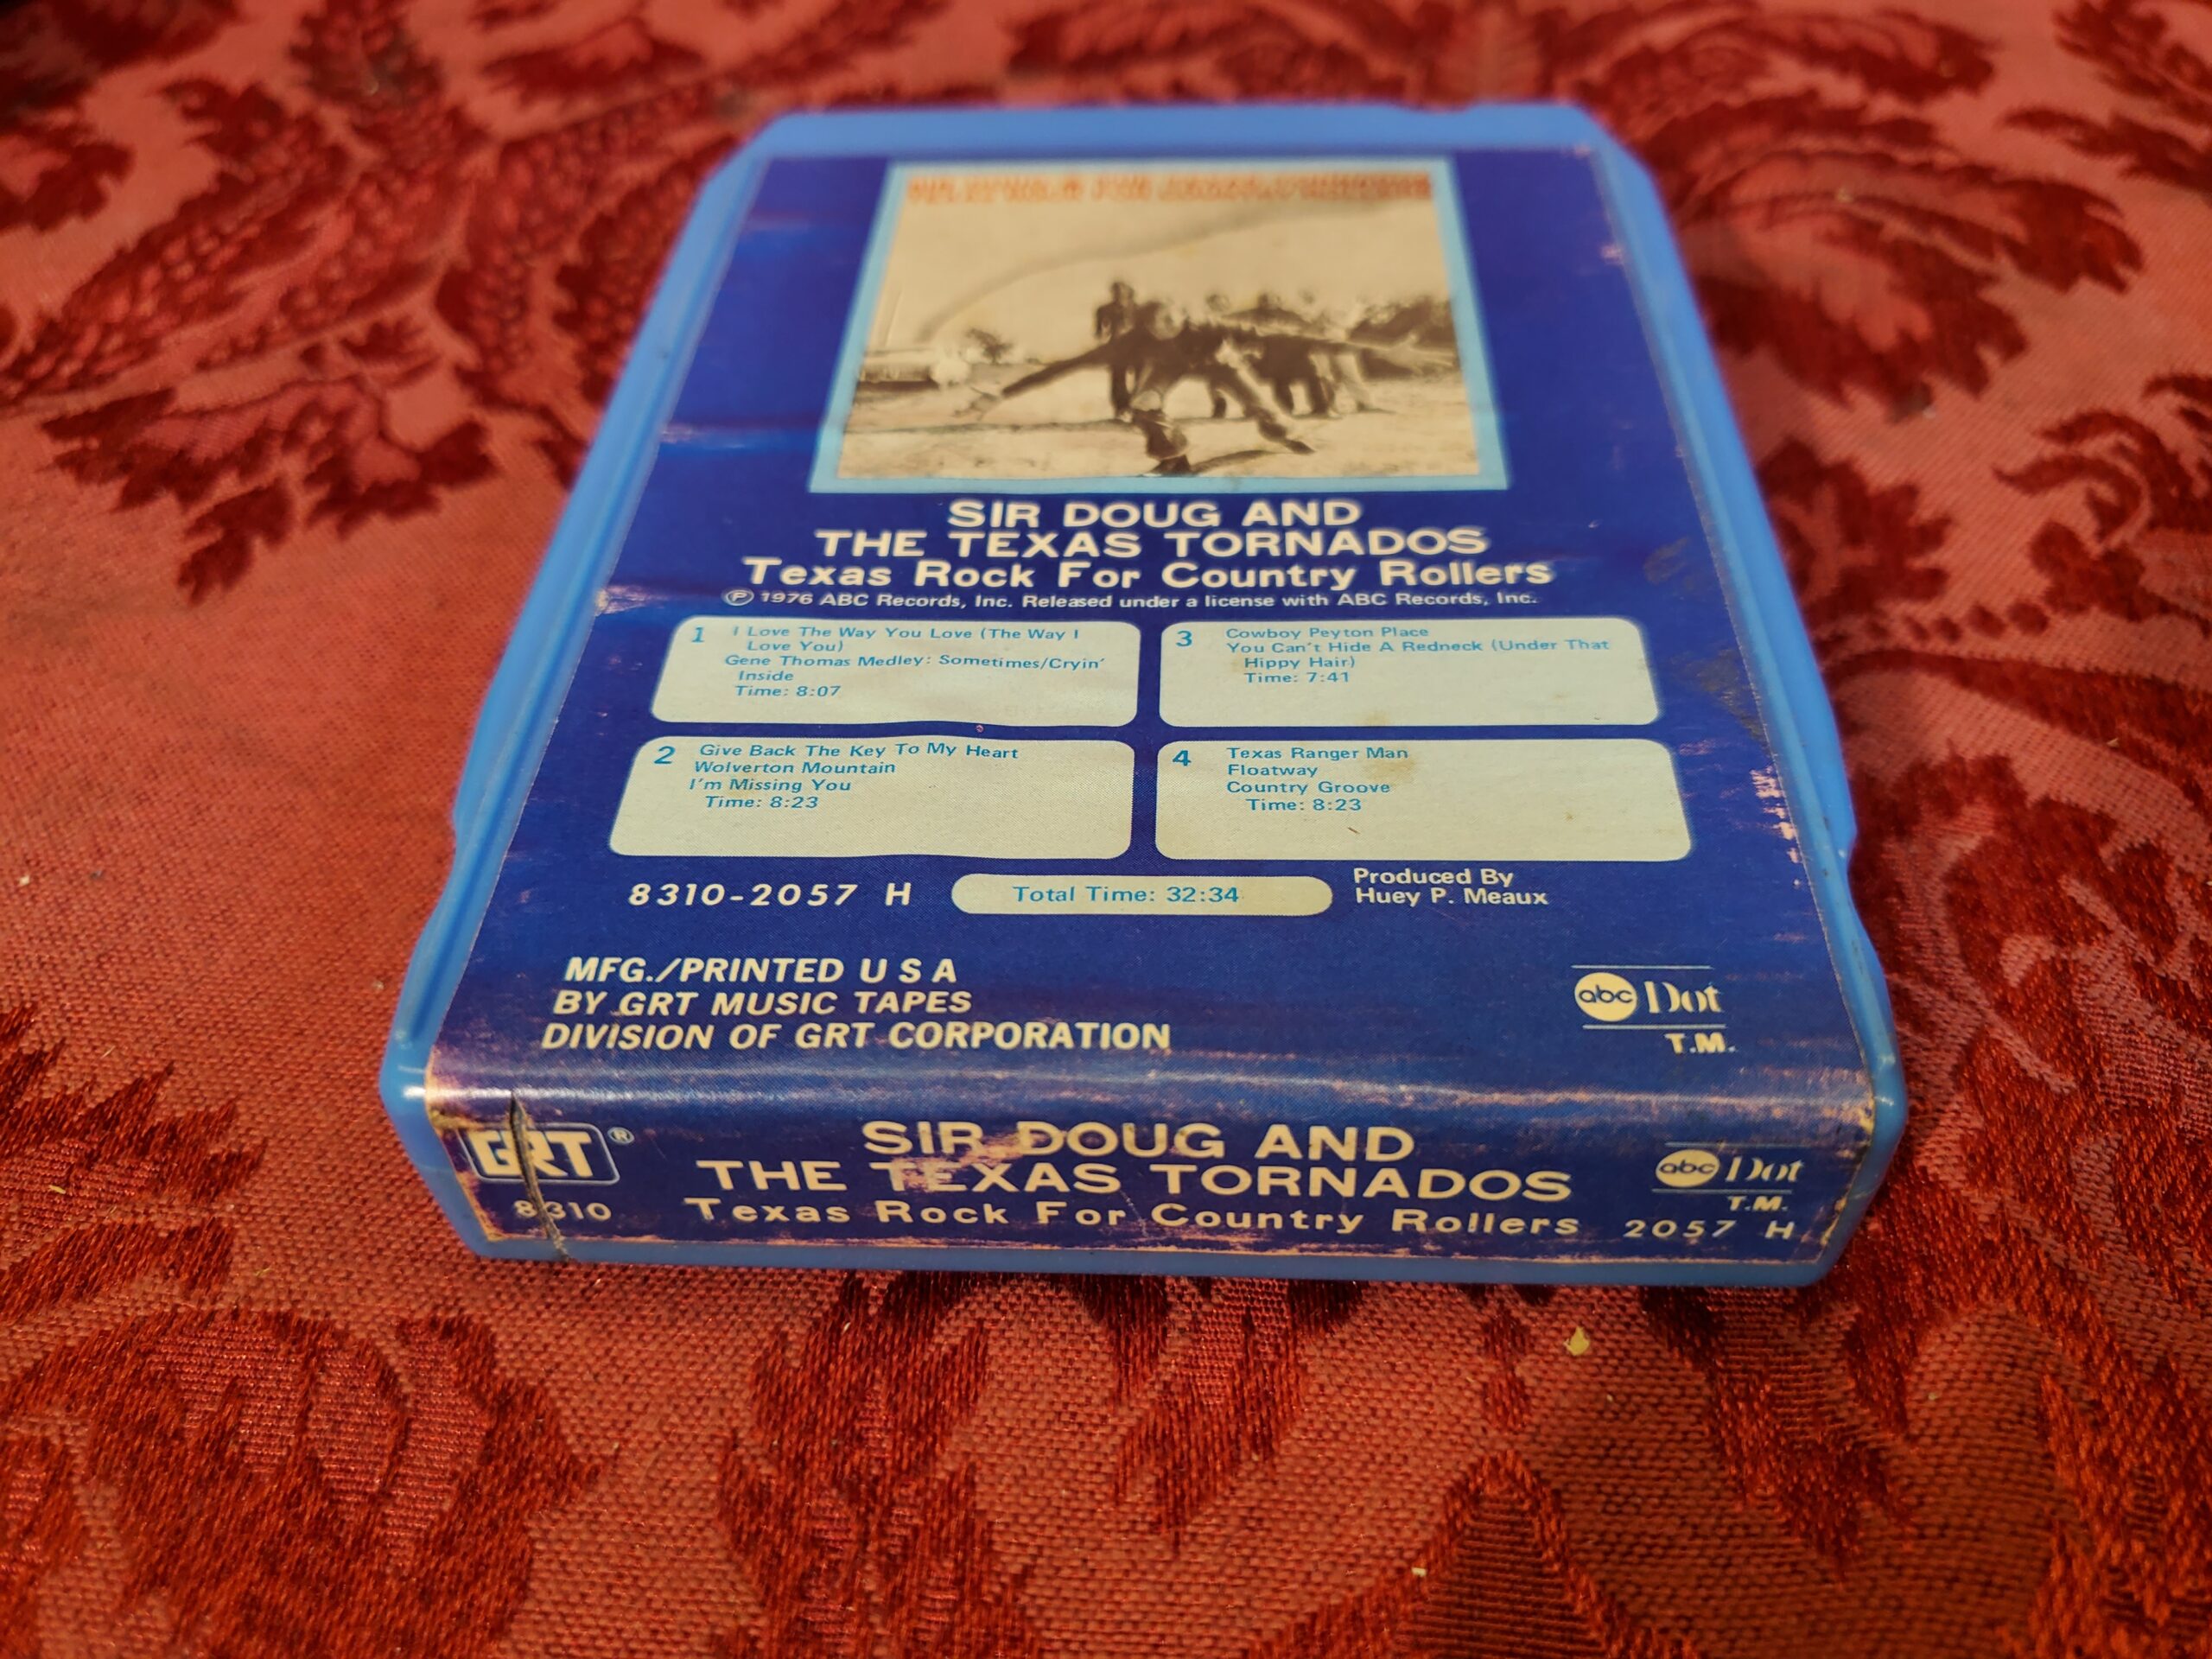 SIR DOUG AND
THE TEXAS TORNADOS
Texas Rock For Country Rollers
Ⓟ 1976 ABC Records, Inc. Released under a license with ABC Records, Inc.
1 I Love The Way You Love (The Way I
Love You)
Gene Thomas Medley: Sometimes/Cryin'
Inside
Time: 8:07
2 Give Back The Key To My Heart
Wolverton Mountain
I'm Missing You
Time: 8:23
3 Cowboy Peyton Place
You Can't Hide A Redneck (Under That
Hippy Hair)
Time: 7:41
4 Texas Ranger Man
Floatway
Country Groove
Time: 8:23
8310-2057 H
Total Time: 32:34
Produced By
Huey P. Meaux
MFG./PRINTED U S A
BY GRT MUSIC TAPES
DIVISION OF GRT CORPORATION
abc Dot
T.M.
GRT®
8310
SIR DOUG AND
THE TEXAS TORNADOS
Texas Rock For Country Rollers
abc Dot
T.M.
2057 H